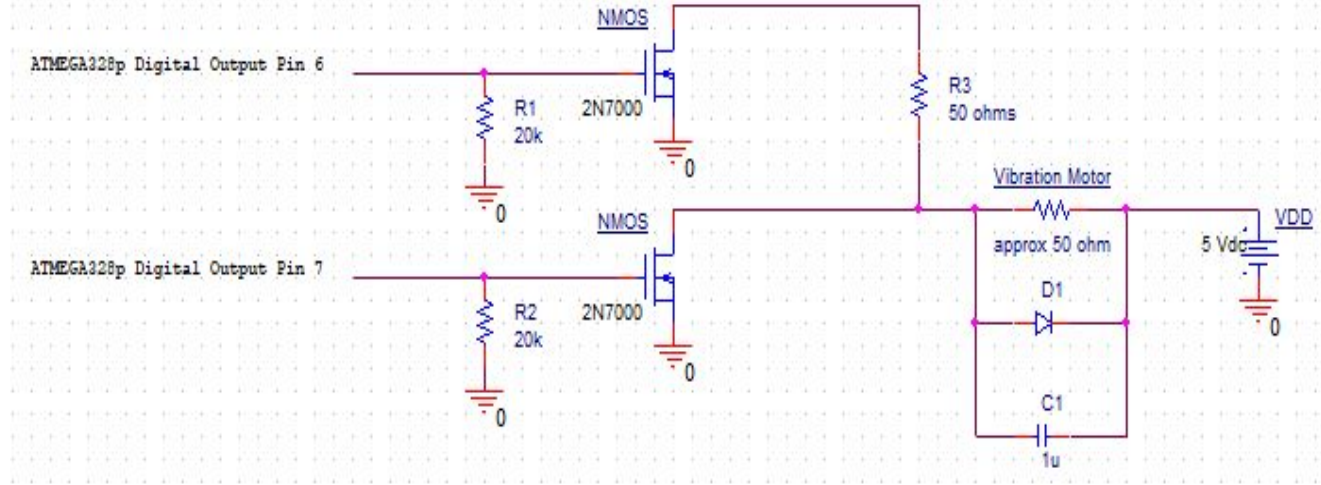 NMOS
ATMEGA328p Digital Output Pin 6
R1
20k
2N7000
0
0
R3
50 ohms
Vibration Motor
approx 50 ohm
VDD
5 Vdc
0
D1
C1
1u
NMOS
ATMEGA328p Digital Output Pin 7
R2
20k
2N7000
0
0